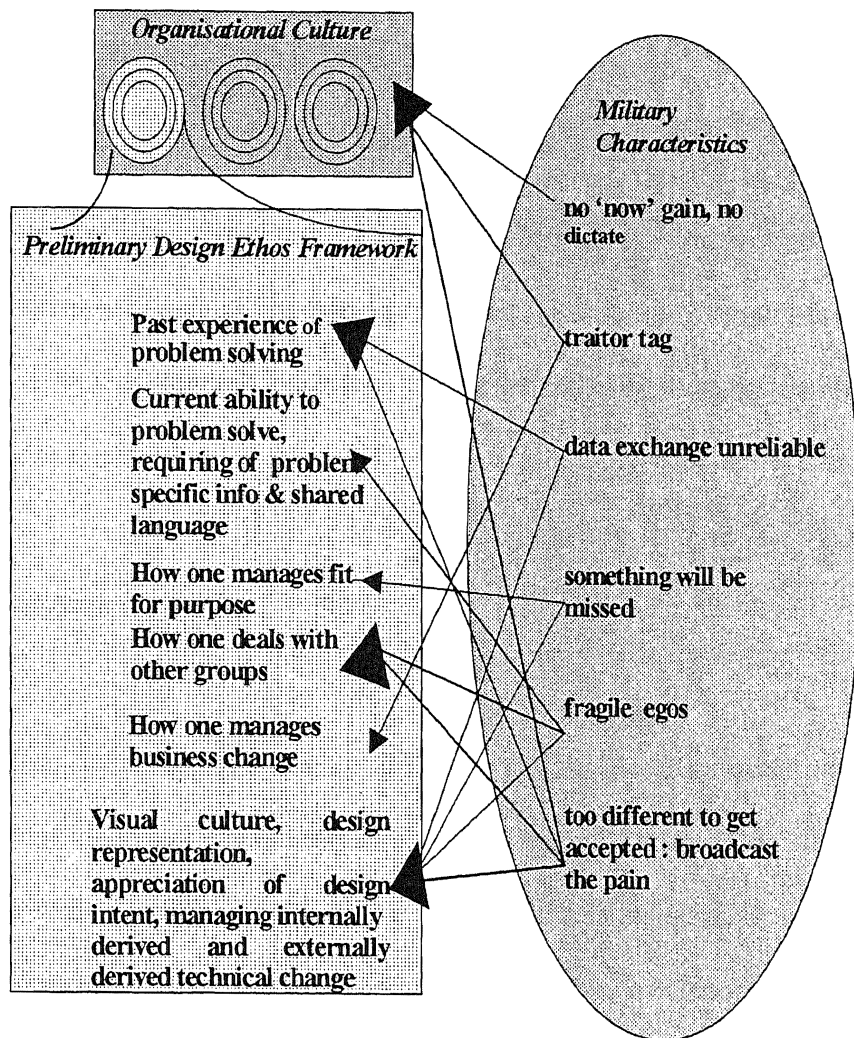 Organisational Culture
Preliminary Design Ethos Framework
Past experience of
problem solving
Current ability to
problem solve,
requiring of problem
specific info & shared
language
How one manages fit
for purpose
How one deals with
other groups
How one manages
business change
Visual culture, design
representation,
appreciation of design
intent, managing internally
derived and externally
derived technical change
Military
Characteristics
no ‘now’ gain, no
dictate
traitor tag
data exchange unreliable
something will be
missed
fragile egos
too different to get
accepted : broadcast
the pain